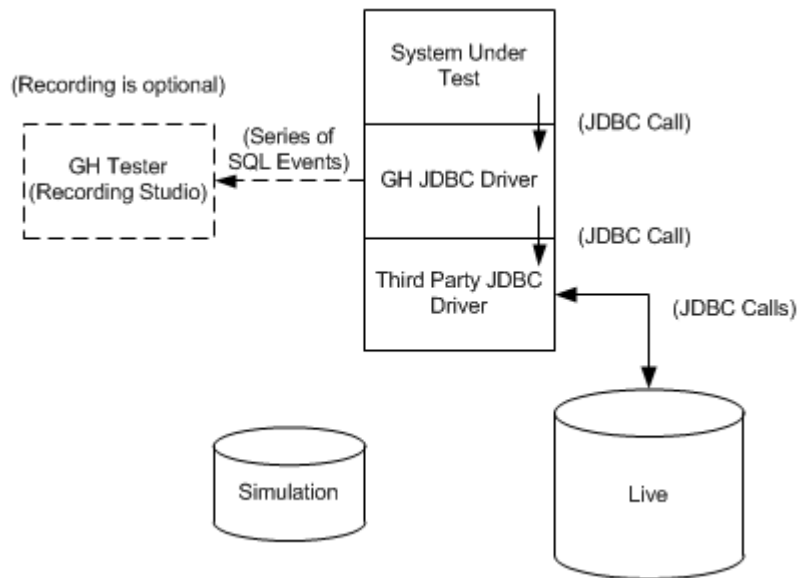 System Under
Test
(Recording is optional)
(JDBC Call)
(Series of
SQL Events)
GH Tester
(Recording Studio)
GH JDBC Driver
(JDBC Call)
Third Party JDBC
Driver
(JDBC Calls)
Simulation
Live